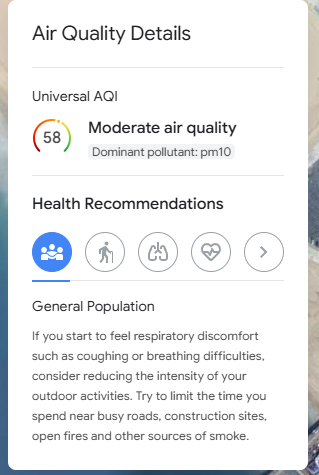 Air Quality Details
Universal AQI
58
Moderate air quality
Dominant pollutant: pm10
Health Recommendations
General Population
If you start to feel respiratory discomfort
such as coughing or breathing difficulties,
consider reducing the intensity of your
outdoor activities. Try to limit the time you
spend near busy roads, construction sites,
open fires and other sources of smoke.